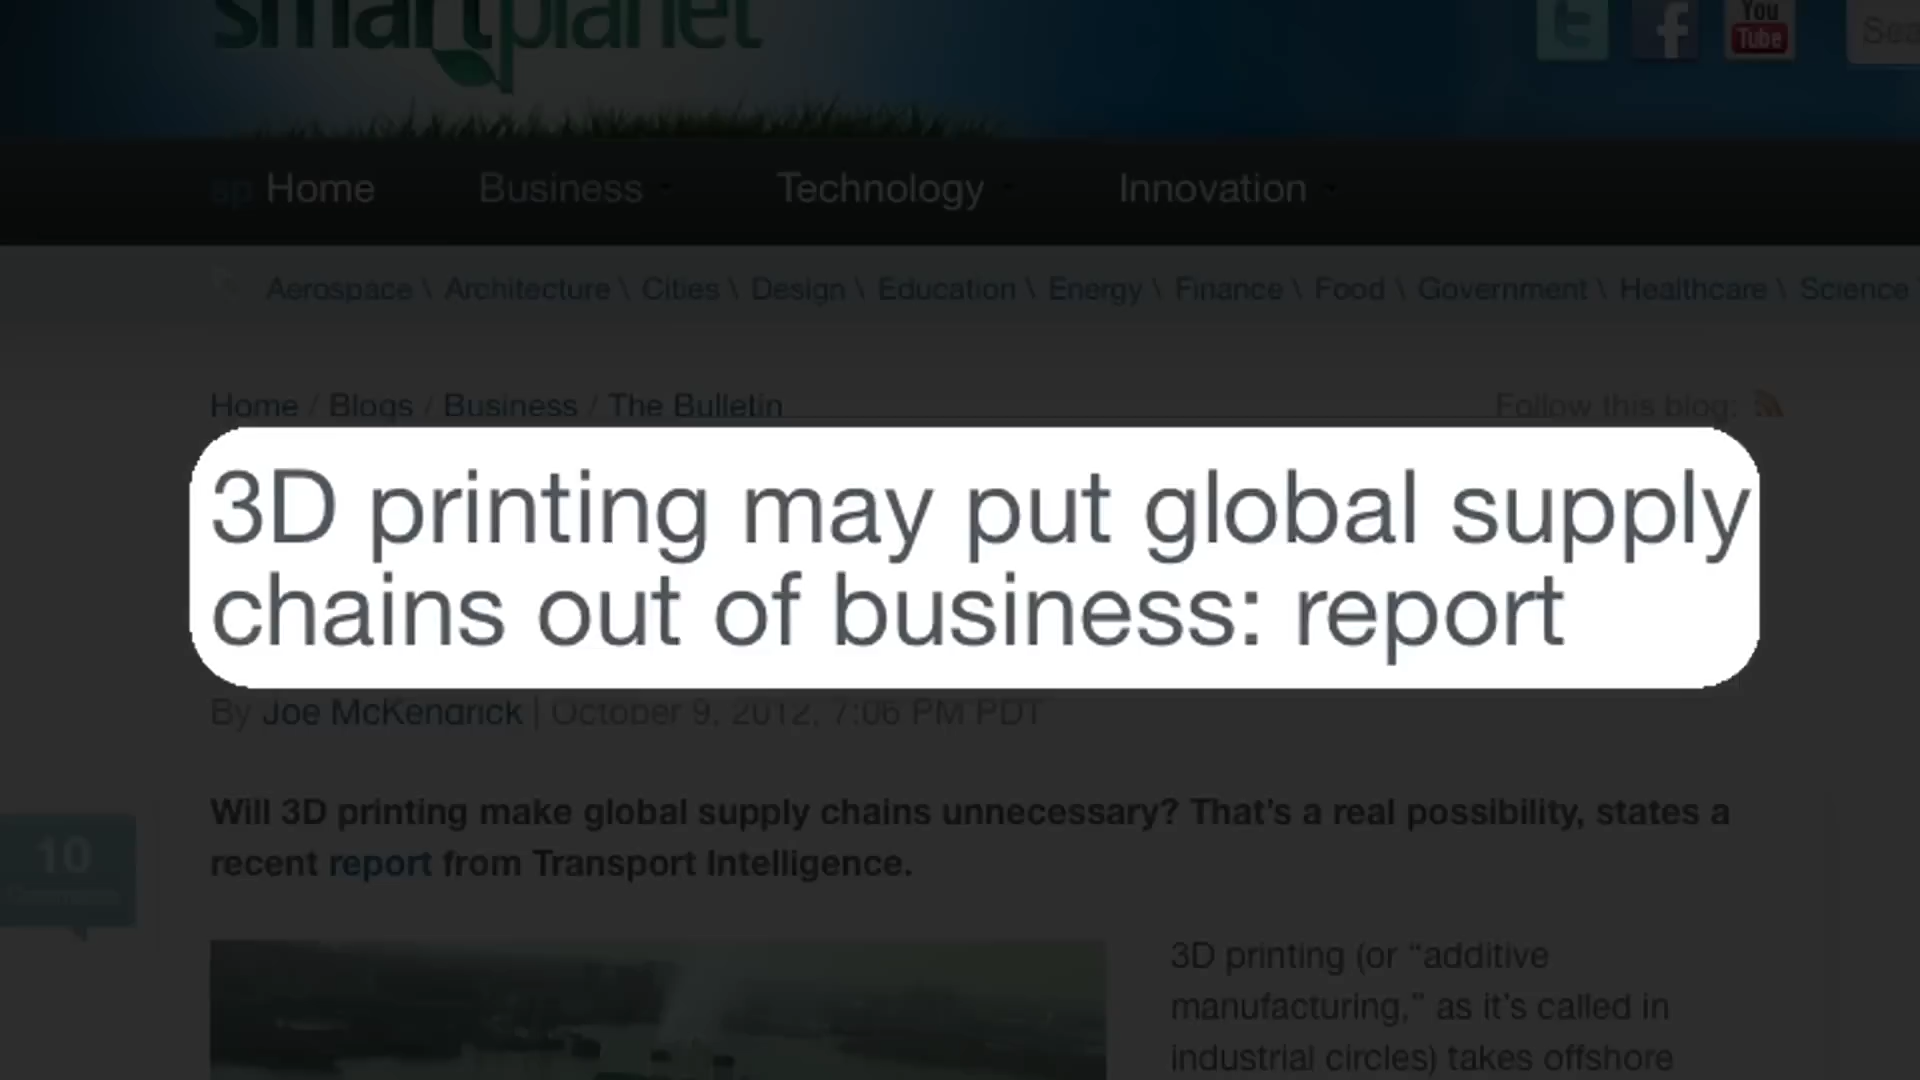 smartplanet
You
Tube
sp Home Business Technology Innovation
Aerospace \ Architecture \ Cities \ Design \ Education \ Energy \ Finance \ Food \ Government \ Healthcare \ Science
Home / Blogs / Business / The Bulletin Follow this blog:
3D printing may put global supply
chains out of business: report
By Joe McKendrick | October 9, 2012, 7:06 PM PDT
Will 3D printing make global supply chains unnecessary? That's a real possibility, states a
recent report from Transport Intelligence.
10
3D printing (or “additive
manufacturing,” as it's called in
industrial circles) takes offshore